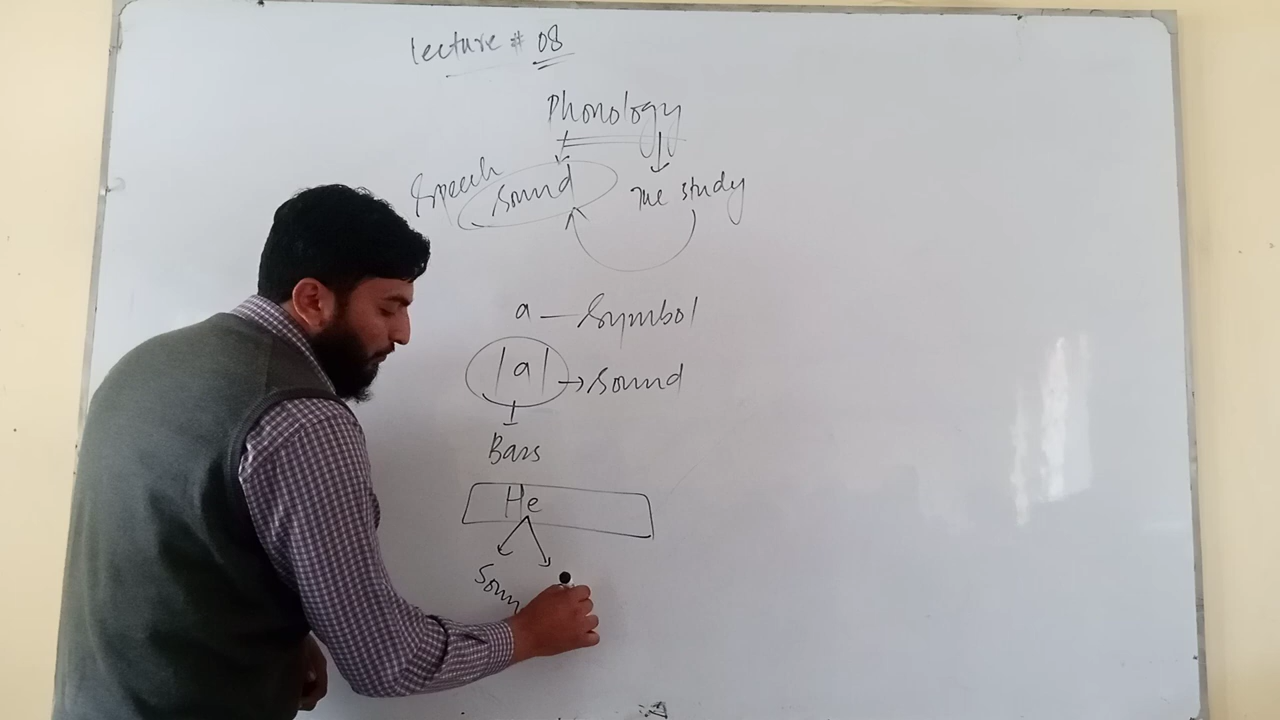 lecture # 08
Phonology
Speech sound The study
a — Symbol
|a| → sound
Bars
He
Soun